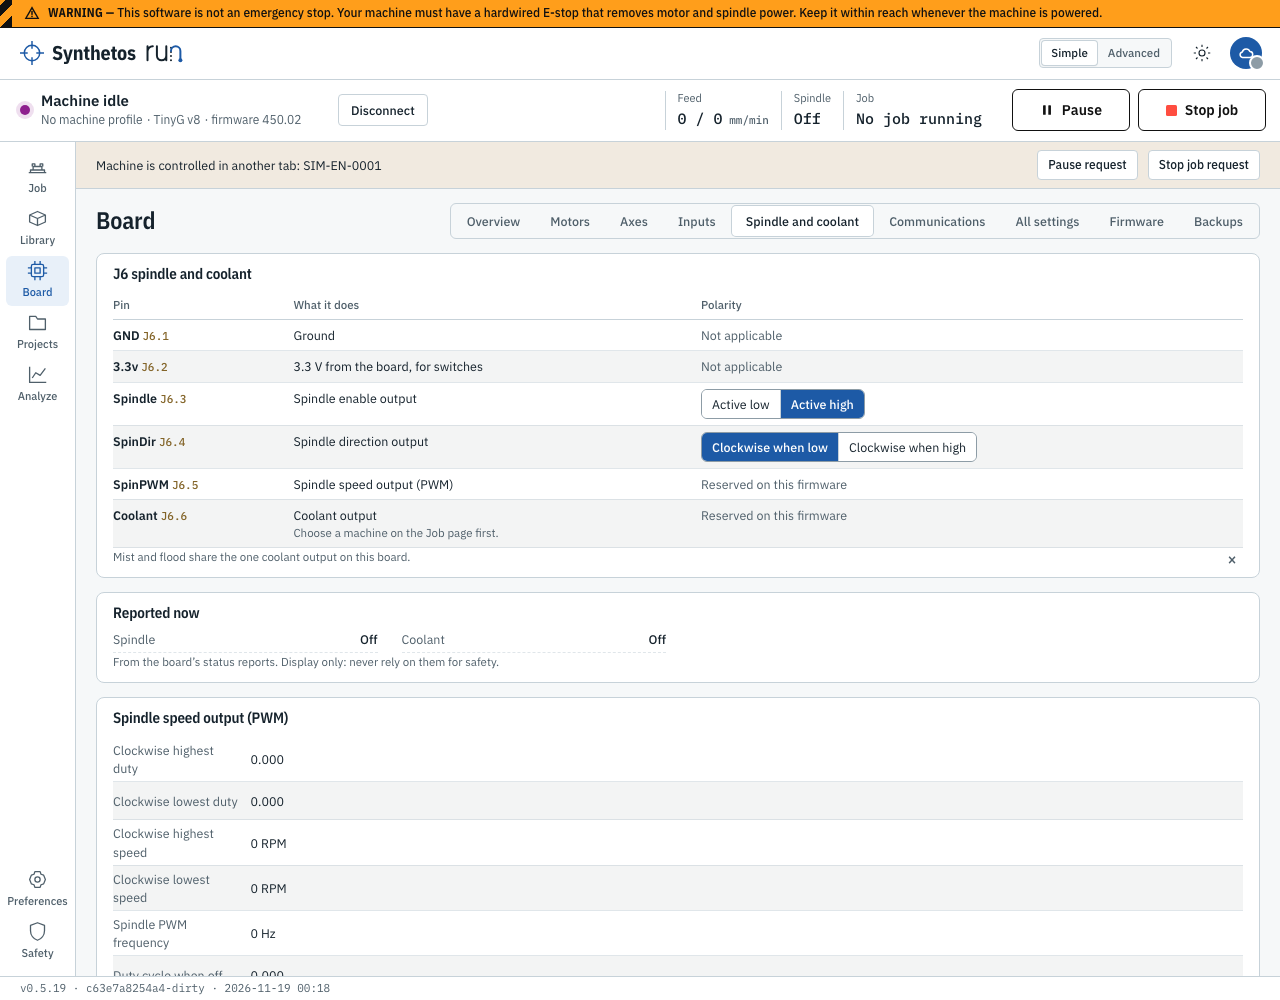 WARNING — This software is not an emergency stop. Your machine must have a hardwired E-stop that removes motor and spindle power. Keep it within reach whenever the machine is powered.
Synthetos run
Simple Advanced
Machine idle
No machine profile · TinyG v8 · firmware 450.02
Disconnect
Feed
0 / 0 mm/min
Spindle
Off
Job
No job running
Pause
Stop job
Job
Library
Board
Projects
Analyze
Preferences
Safety
Machine is controlled in another tab: SIM-EN-0001
Pause request
Stop job request
Board
Overview Motors Axes Inputs Spindle and coolant Communications All settings Firmware Backups
J6 spindle and coolant
Pin What it does Polarity
GND J6.1 Ground Not applicable
3.3v J6.2 3.3 V from the board, for switches Not applicable
Spindle J6.3 Spindle enable output Active low Active high
SpinDir J6.4 Spindle direction output Clockwise when low Clockwise when high
SpinPWM J6.5 Spindle speed output (PWM) Reserved on this firmware
Coolant J6.6 Coolant output Reserved on this firmware
Choose a machine on the Job page first.
Mist and flood share the one coolant output on this board. ×
Reported now
Spindle Off Coolant Off
From the board's status reports. Display only: never rely on them for safety.
Spindle speed output (PWM)
Clockwise highest duty 0.000
Clockwise lowest duty 0.000
Clockwise highest speed 0 RPM
Clockwise lowest speed 0 RPM
Spindle PWM frequency 0 Hz
Duty cycle when off 0.000
v0.5.19 · c63e7a8254a4-dirty · 2026-11-19 00:18